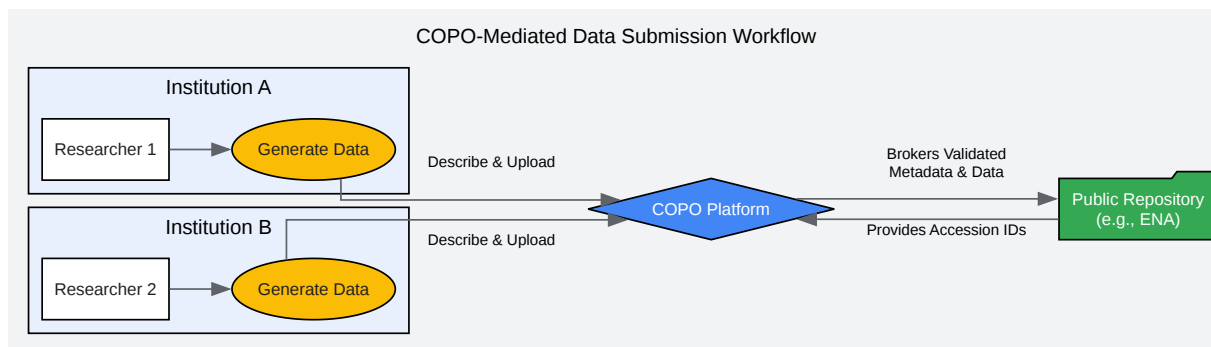 COPO-Mediated Data Submission Workflow
Institution A
Researcher 1
Generate Data
Describe & Upload
Institution B
Researcher 2
Generate Data
Describe & Upload
COPO Platform
Brokers Validated
Metadata & Data
Provides Accession IDs
Public Repository
(e.g., ENA)